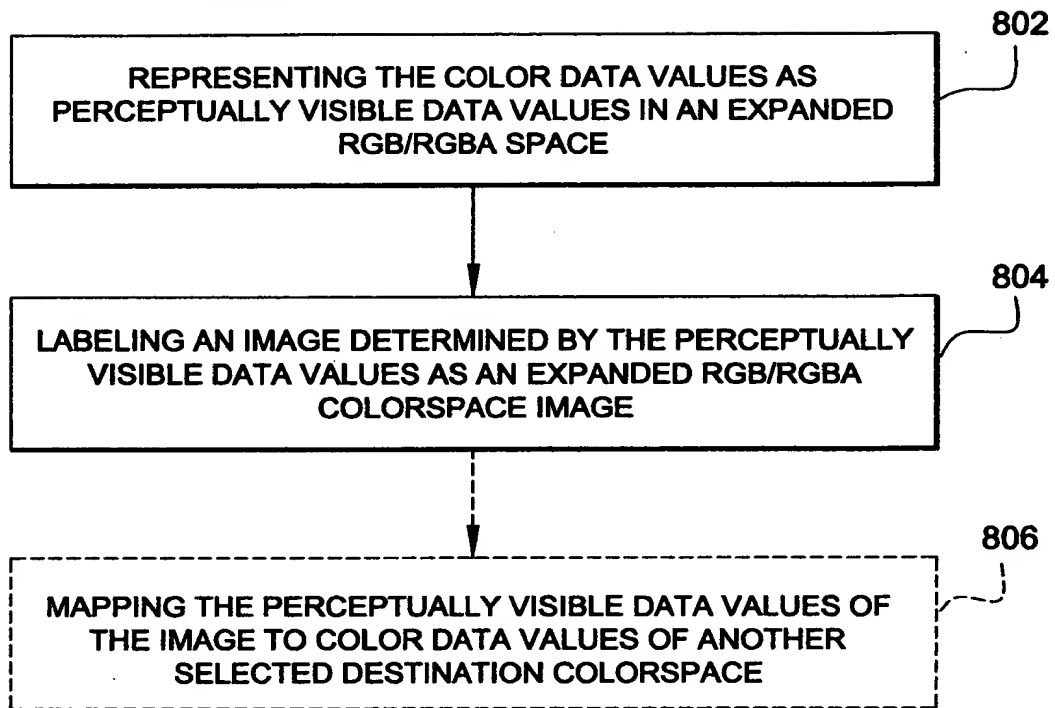 802
REPRESENTING THE COLOR DATA VALUES AS
PERCEPTUALLY VISIBLE DATA VALUES IN AN EXPANDED
RGB/RGBA SPACE
804
LABELING AN IMAGE DETERMINED BY THE PERCEPTUALLY
VISIBLE DATA VALUES AS AN EXPANDED RGB/RGBA
COLORSPACE IMAGE
806
MAPPING THE PERCEPTUALLY VISIBLE DATA VALUES OF
THE IMAGE TO COLOR DATA VALUES OF ANOTHER
SELECTED DESTINATION COLORSPACE